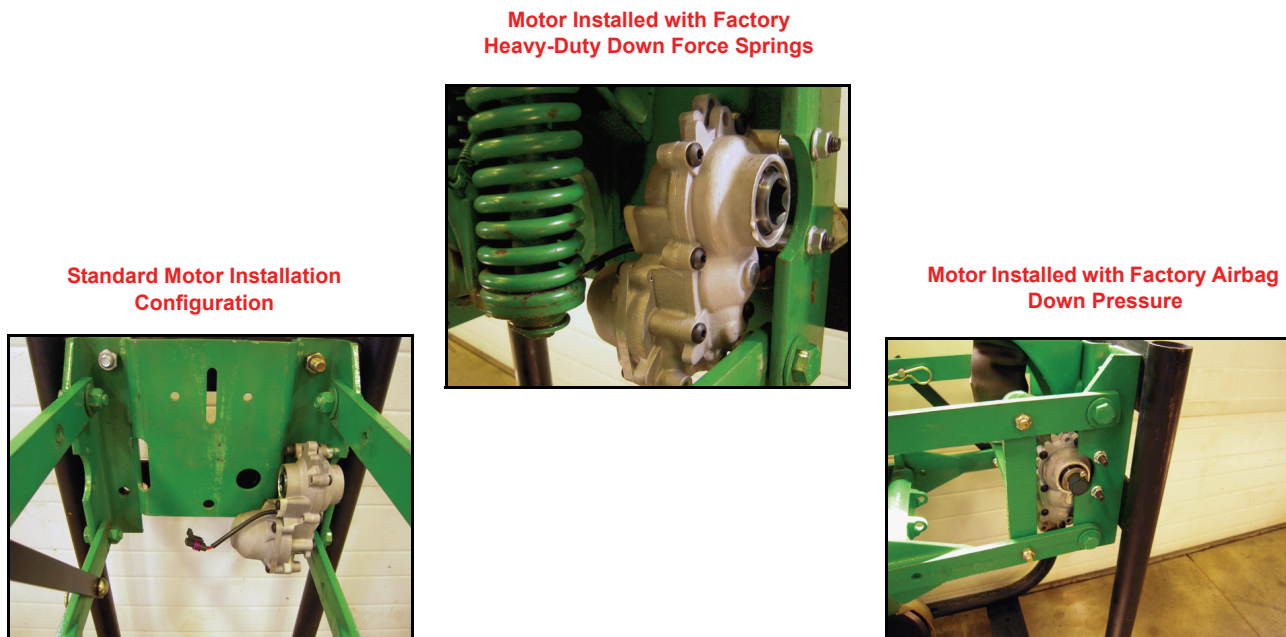 Motor Installed with Factory
Heavy-Duty Down Force Springs
Standard Motor Installation
Configuration
Motor Installed with Factory Airbag
Down Pressure